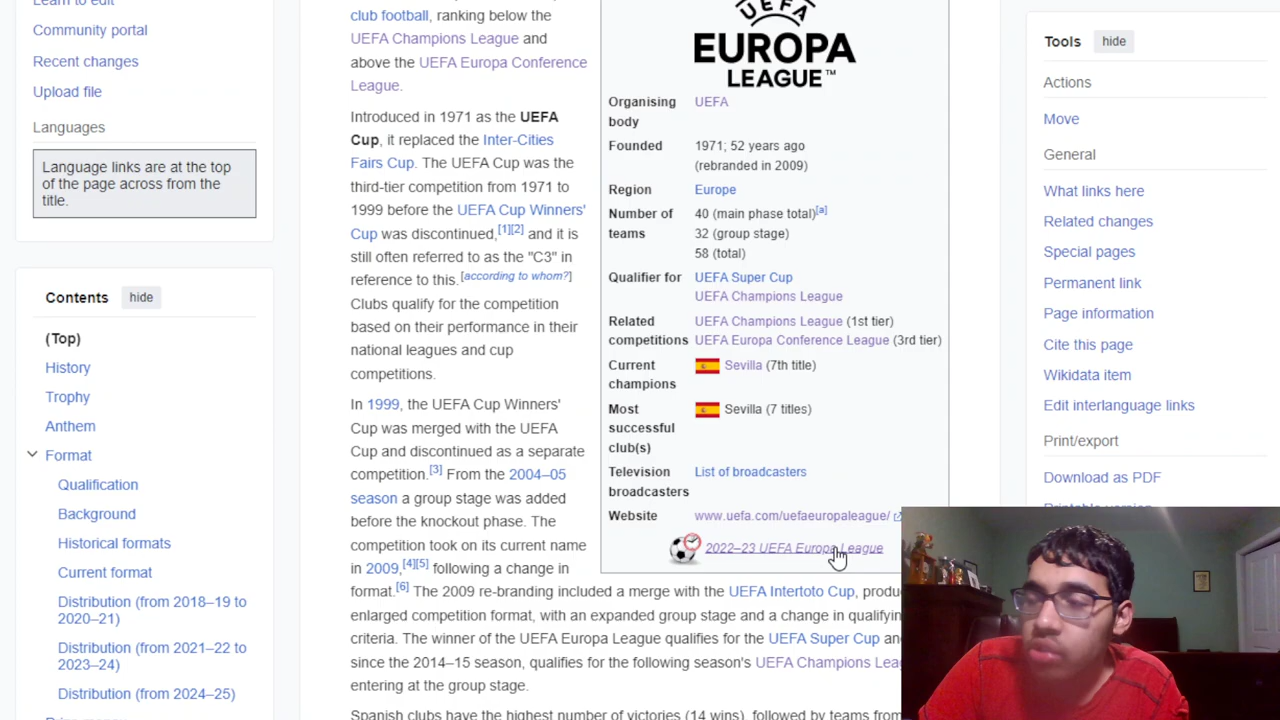 Learn to edit
Community portal
Recent changes
Upload file
Languages
Language links are at the top
of the page across from the
title.
Contents hide
(Top)
History
Trophy
Anthem
Format
Qualification
Background
Historical formats
Current format
Distribution (from 2018–19 to
2020–21)
Distribution (from 2021–22 to
2023–24)
Distribution (from 2024–25)
club football, ranking below the
UEFA Champions League and
above the UEFA Europa Conference
League.
Introduced in 1971 as the UEFA
Cup, it replaced the Inter-Cities
Fairs Cup. The UEFA Cup was the
third-tier competition from 1971 to
1999 before the UEFA Cup Winners'
Cup was discontinued,[1][2] and it is
still often referred to as the "C3" in
reference to this.[according to whom?]
Clubs qualify for the competition
based on their performance in their
national leagues and cup
competitions.
In 1999, the UEFA Cup Winners'
Cup was merged with the UEFA
Cup and discontinued as a separate
competition.[3] From the 2004–05
season a group stage was added
before the knockout phase. The
competition took on its current name
in 2009,[4][5] following a change in
format.[6] The 2009 re-branding included a merge with the UEFA Intertoto Cup, produ
enlarged competition format, with an expanded group stage and a change in qualifying
criteria. The winner of the UEFA Europa League qualifies for the UEFA Super Cup and
since the 2014–15 season, qualifies for the following season's UEFA Champions Lea
entering at the group stage.
Spanish clubs have the highest number of victories (14 wins), followed by teams from
UEFA
EUROPA
LEAGUE™
Organising UEFA
body
Founded 1971; 52 years ago
(rebranded in 2009)
Region Europe
Number of 40 (main phase total)[a]
teams 32 (group stage)
58 (total)
Qualifier for UEFA Super Cup
UEFA Champions League
Related UEFA Champions League (1st tier)
competitions UEFA Europa Conference League (3rd tier)
Current Sevilla (7th title)
champions
Most Sevilla (7 titles)
successful
club(s)
Television List of broadcasters
broadcasters
Website www.uefa.com/uefaeuropaleague/
2022–23 UEFA Europa League
Tools hide
Actions
Move
General
What links here
Related changes
Special pages
Permanent link
Page information
Cite this page
Wikidata item
Edit interlanguage links
Print/export
Download as PDF